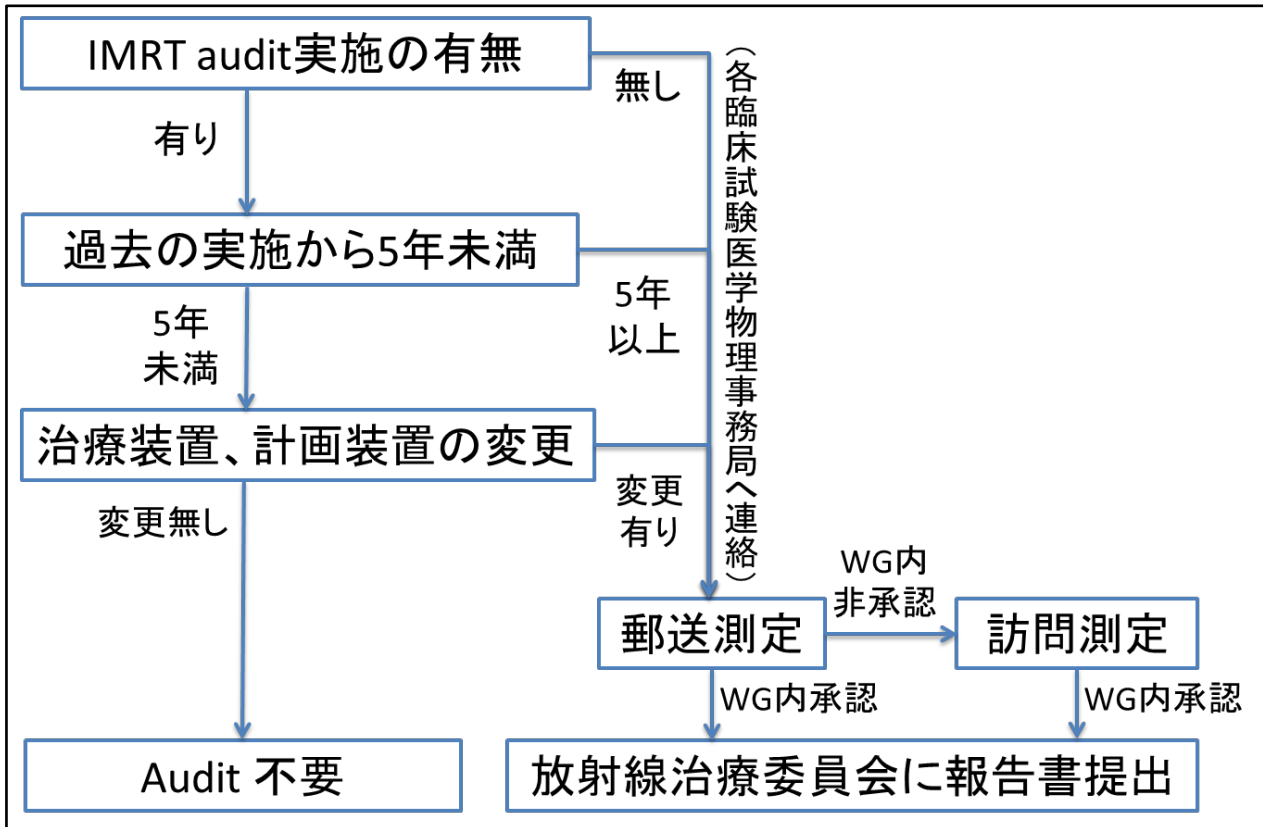 IMRT audit実施の有無
無し
有り
過去の実施から5年未満
5年
以上
5年
未満
治療装置、計画装置の変更
変更
有り
変更無し
（各臨床試験医学物理事務局へ連絡）
郵送測定
WG内
非承認
訪問測定
WG内承認
WG内承認
Audit 不要
放射線治療委員会に報告書提出